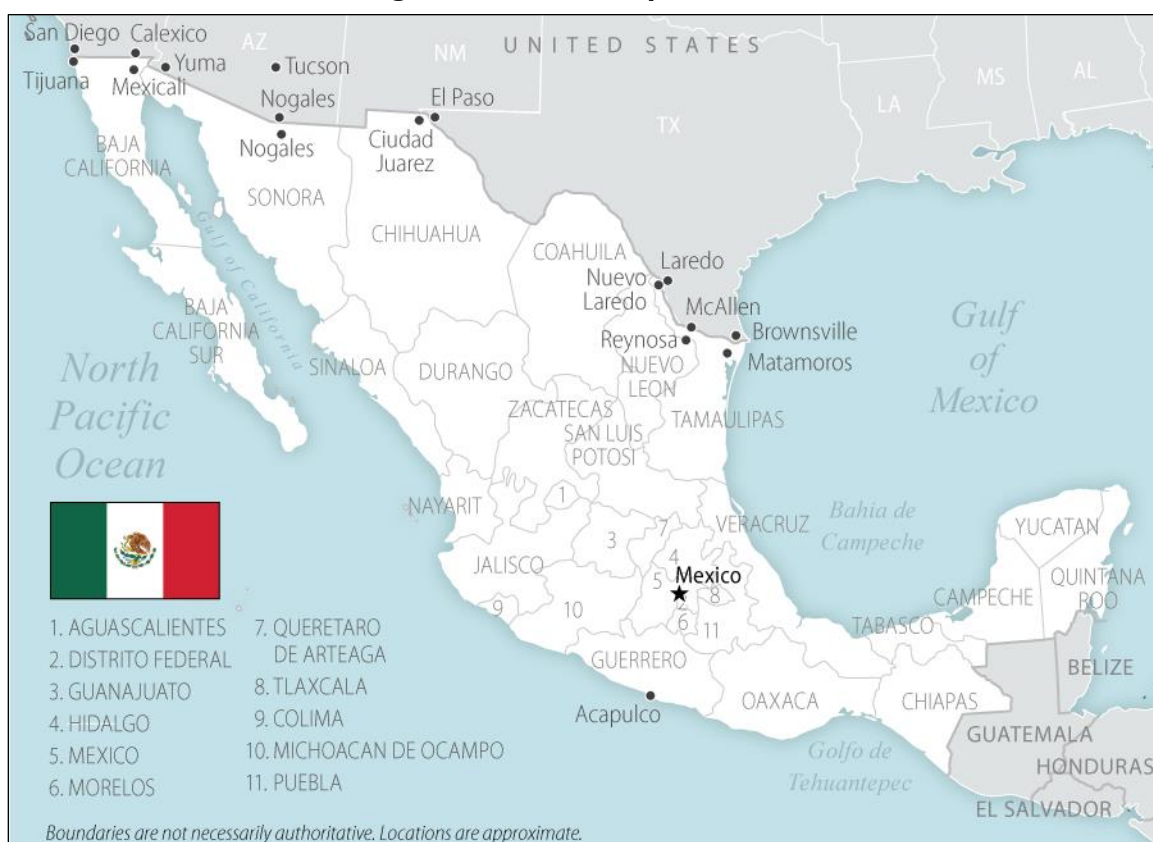 UNITED STATES
AZ
NM
TX
LA
MS
AL
San Diego
Calexico
Tijuana
Mexicali
Yuma
Tucson
Nogales
Nogales
El Paso
Ciudad
Juarez
BAJA
CALIFORNIA
SONORA
CHIHUAHUA
COAHUILA
Gulf of California
Nuevo
Laredo
Laredo
McAllen
Reynosa
Brownsville
Matamoros
BAJA
CALIFORNIA
SUR
SINALOA
DURANGO
NUEVO
LEON
ZACATECAS
SAN LUIS
POTOSI
TAMAULIPAS
Gulf
of
Mexico
North
Pacific
Ocean
NAYARIT
1
VERACRUZ
Bahia de
Campeche
YUCATAN
JALISCO
3
7
4
5
Mexico
8
2
6
11
9
10
CAMPECHE
QUINTANA
ROO
TABASCO
GUERRERO
OAXACA
CHIAPAS
BELIZE
Acapulco
GUATEMALA
HONDURAS
EL SALVADOR
Golfo de
Tehuantepec
1. AGUASCALIENTES
2. DISTRITO FEDERAL
3. GUANAJUATO
4. HIDALGO
5. MEXICO
6. MORELOS
7. QUERETARO
DE ARTEAGA
8. TLAXCALA
9. COLIMA
10. MICHOACAN DE OCAMPO
11. PUEBLA
Boundaries are not necessarily authoritative. Locations are approximate.